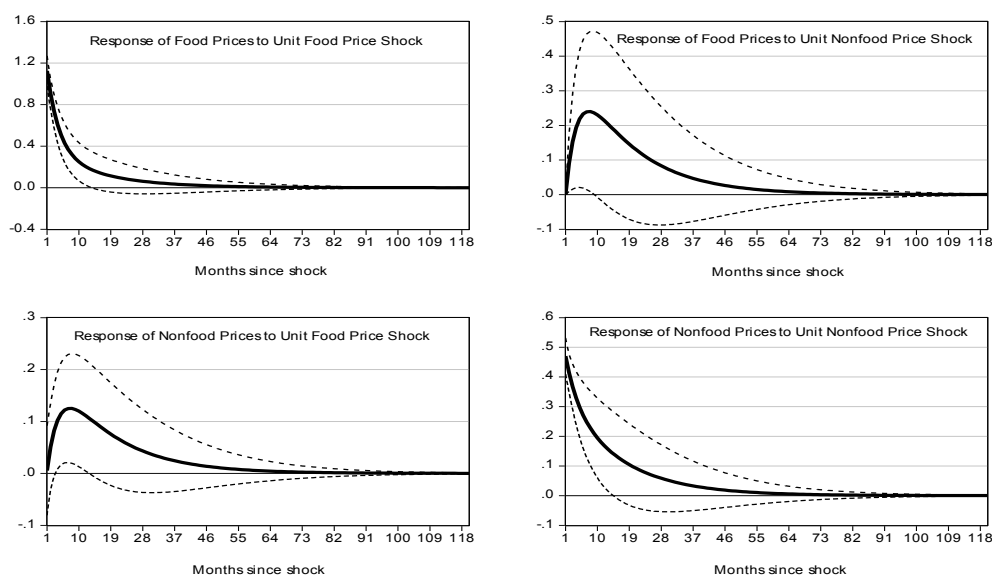 Response of Food Prices to Unit Food Price Shock
1.6
1.2
0.8
0.4
0.0
-0.4
1 10 19 28 37 46 55 64 73 82 91 100 109 118
Months since shock
Response of Food Prices to Unit Nonfood Price Shock
.5
.4
.3
.2
.1
.0
-.1
1 10 19 28 37 46 55 64 73 82 91 100 109 118
Months since shock
Response of Nonfood Prices to Unit Food Price Shock
.3
.2
.1
.0
-.1
1 10 19 28 37 46 55 64 73 82 91 100 109 118
Months since shock
Response of Nonfood Prices to Unit Nonfood Price Shock
.6
.5
.4
.3
.2
.1
.0
-.1
1 10 19 28 37 46 55 64 73 82 91 100 109 118
Months since shock